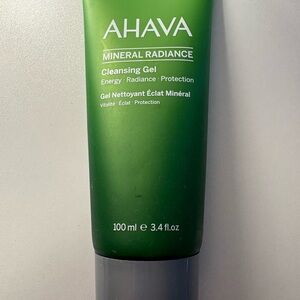 AHAVA
MINERAL RADIANCE
Cleansing Gel
Energy · Radiance · Protection
Gel Nettoyant Éclat Minéral
Vitalité · Éclat · Protection
100 ml ℮ 3.4 fl.oz